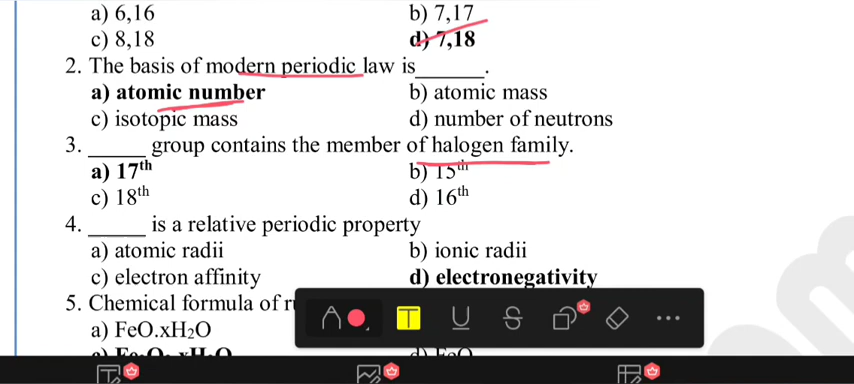 a) 6,16 b) 7,17
c) 8,18 d) 7,18
2. The basis of modern periodic law is______.
a) atomic number b) atomic mass
c) isotopic mass d) number of neutrons
3. _____ group contains the member of halogen family.
a) 17th b) 15th
c) 18th d) 16th
4. _____ is a relative periodic property
a) atomic radii b) ionic radii
c) electron affinity d) electronegativity
5. Chemical formula of
a) FeO.xH₂O